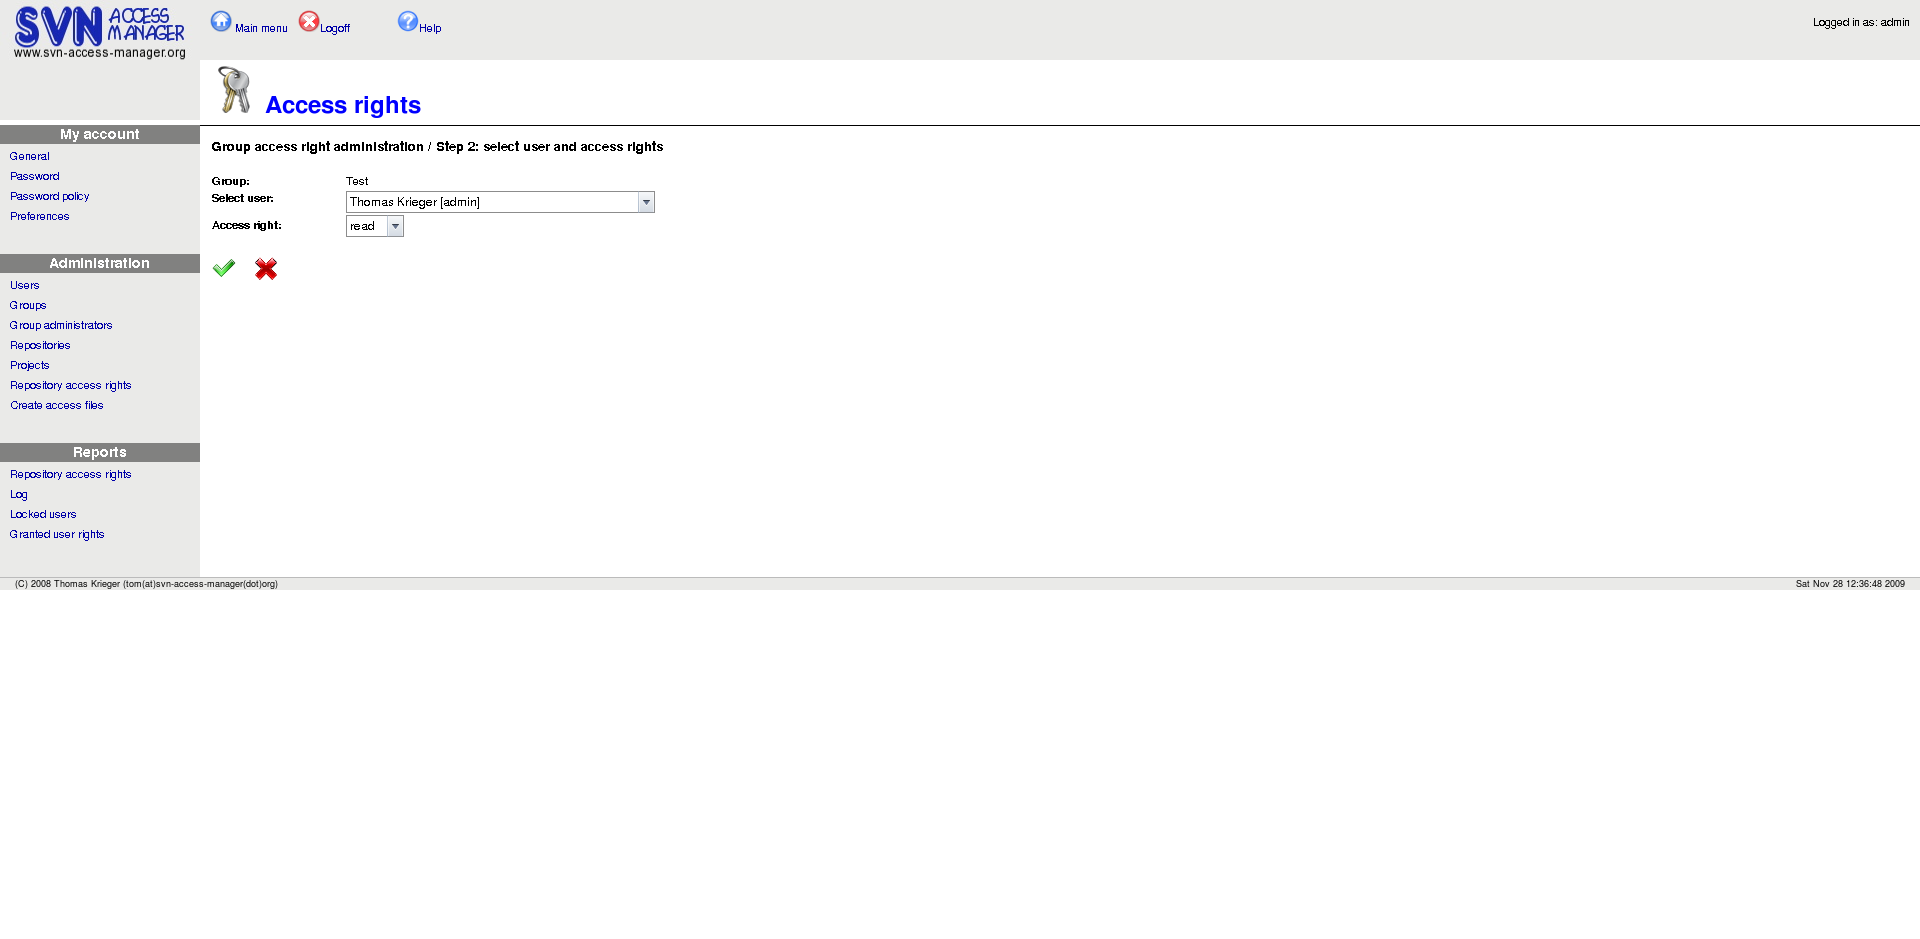 SVN ACCESS MANAGER
www.svn-access-manager.org
Main menu
Logoff
Help
Logged in as: admin
Access rights
My account
General
Password
Password policy
Preferences
Administration
Users
Groups
Group administrators
Repositories
Projects
Repository access rights
Create access files
Reports
Repository access rights
Log
Locked users
Granted user rights
Group access right administration / Step 2: select user and access rights
Group: Test
Select user: Thomas Krieger [admin]
Access right: read
(C) 2008 Thomas Krieger (tom(at)svn-access-manager(dot)org)
Sat Nov 28 12:36:48 2009